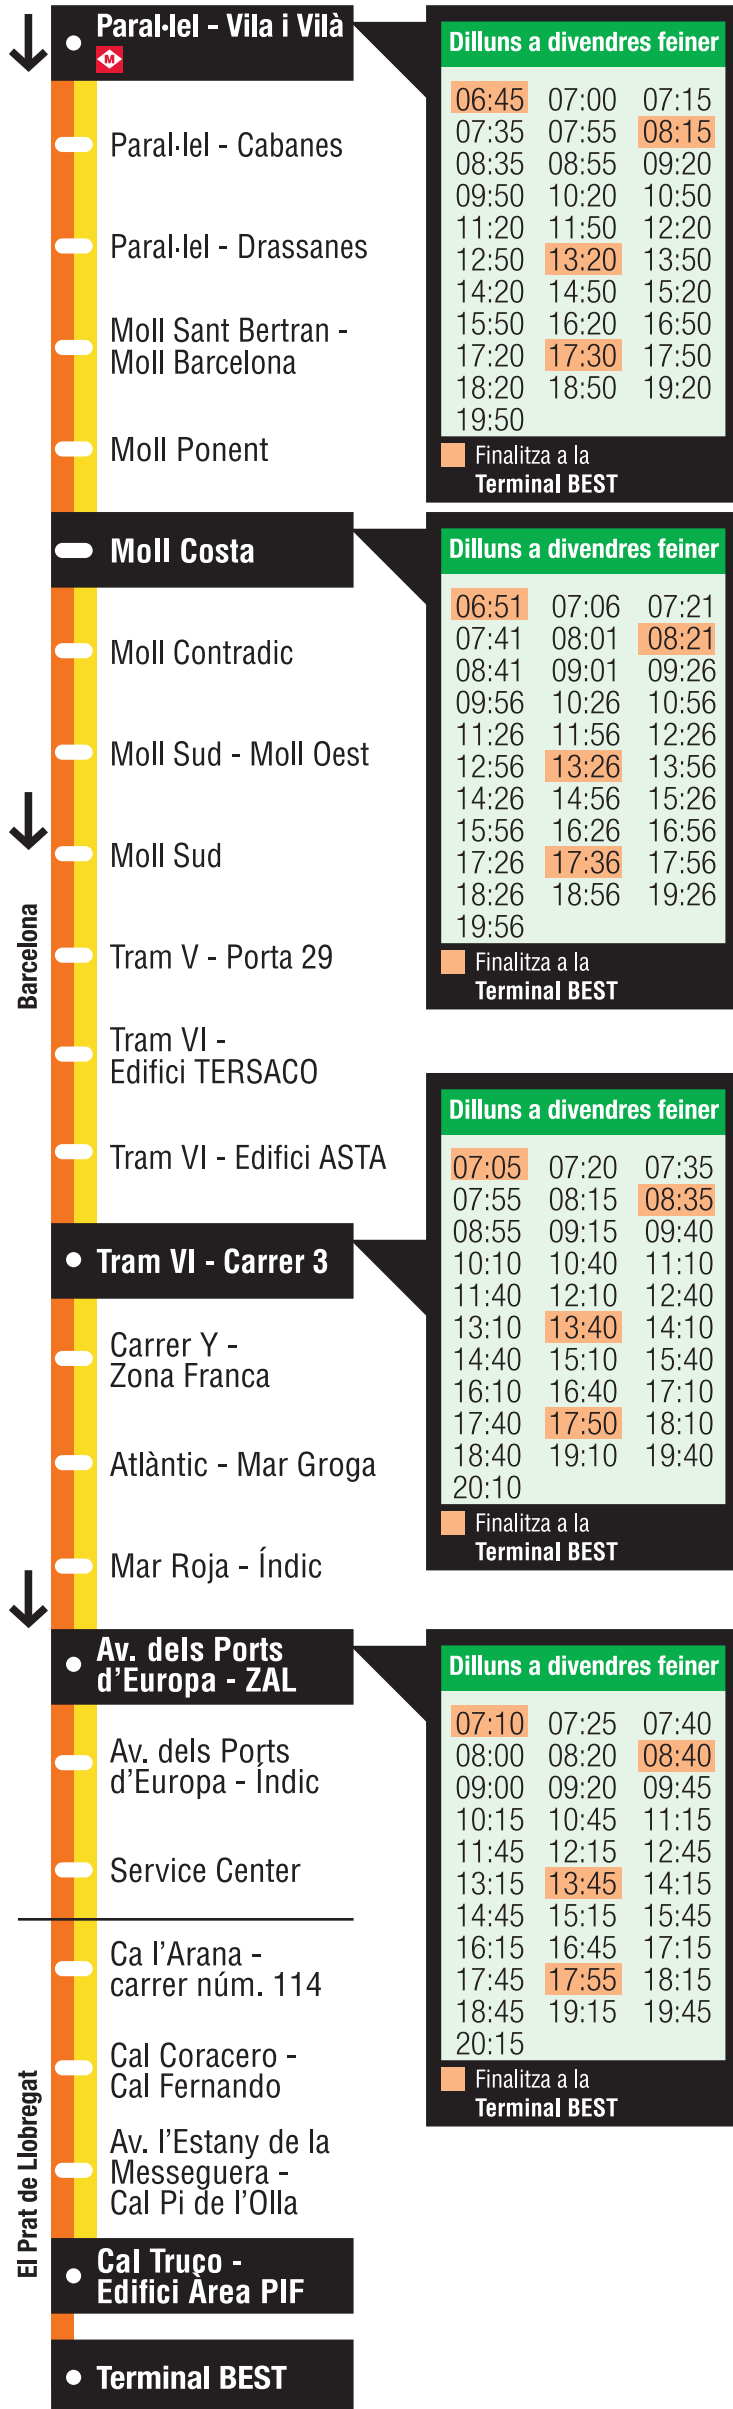 Paral·lel - Vila i Vilà
M
Paral·lel - Cabanes
Paral·lel - Drassanes
Moll Sant Bertran -
Moll Barcelona
Moll Ponent
Dilluns a divendres feiner
06:45 07:00 07:15
07:35 07:55 08:15
08:35 08:55 09:20
09:50 10:20 10:50
11:20 11:50 12:20
12:50 13:20 13:50
14:20 14:50 15:20
15:50 16:20 16:50
17:20 17:30 17:50
18:20 18:50 19:20
19:50
Finalitza a la
Terminal BEST
Moll Costa
Moll Contradic
Moll Sud - Moll Oest
Moll Sud
Tram V - Porta 29
Tram VI -
Edifici TERSACO
Tram VI - Edifici ASTA
Barcelona
Dilluns a divendres feiner
06:51 07:06 07:21
07:41 08:01 08:21
08:41 09:01 09:26
09:56 10:26 10:56
11:26 11:56 12:26
12:56 13:26 13:56
14:26 14:56 15:26
15:56 16:26 16:56
17:26 17:36 17:56
18:26 18:56 19:26
19:56
Finalitza a la
Terminal BEST
Tram VI - Carrer 3
Carrer Y -
Zona Franca
Atlàntic - Mar Groga
Mar Roja - Índic
Dilluns a divendres feiner
07:05 07:20 07:35
07:55 08:15 08:35
08:55 09:15 09:40
10:10 10:40 11:10
11:40 12:10 12:40
13:10 13:40 14:10
14:40 15:10 15:40
16:10 16:40 17:10
17:40 17:50 18:10
18:40 19:10 19:40
20:10
Finalitza a la
Terminal BEST
Av. dels Ports
d'Europa - ZAL
Av. dels Ports
d'Europa - Índic
Service Center
Ca l'Arana -
carrer núm. 114
Cal Coracero -
Cal Fernando
Av. l'Estany de la
Messeguera -
Cal Pi de l'Olla
El Prat de Llobregat
Dilluns a divendres feiner
07:10 07:25 07:40
08:00 08:20 08:40
09:00 09:20 09:45
10:15 10:45 11:15
11:45 12:15 12:45
13:15 13:45 14:15
14:45 15:15 15:45
16:15 16:45 17:15
17:45 17:55 18:15
18:45 19:15 19:45
20:15
Finalitza a la
Terminal BEST
Cal Truco -
Edifici Àrea PIF
Terminal BEST